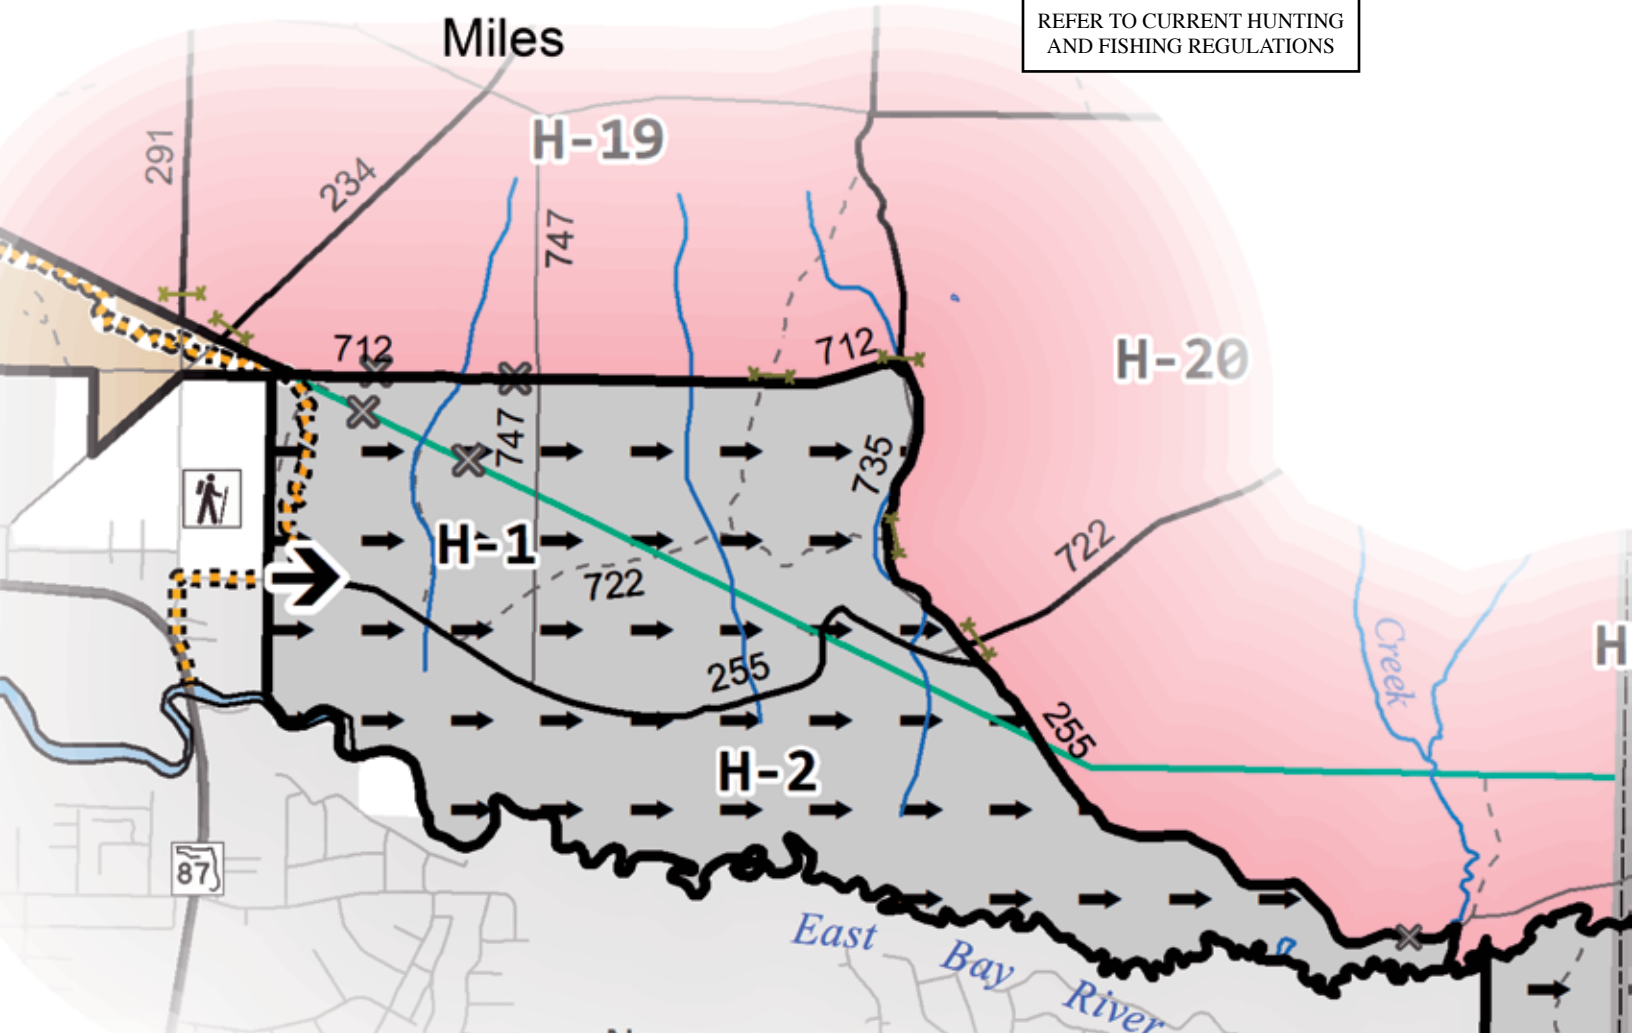 REFER TO CURRENT HUNTING
AND FISHING REGULATIONS
Miles
H-19
291
234
747
712
712
H-20
747
735
H-1
722
722
255
255
H-2
Creek
H
87
East Bay River